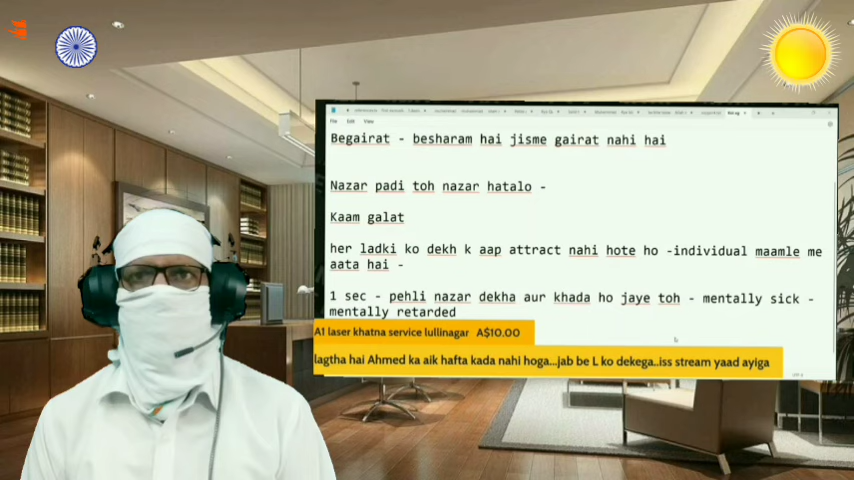 File Edit View
Begairat - besharam hai jisme gairat nahi hai
Nazar padi toh nazar hatalo -
Kaam galat
her ladki ko dekh k aap attract nahi hote ho -individual maamle me
aata hai -
1 sec - pehli nazar dekha aur khada ho jaye toh - mentally sick -
mentally retarded
A1 laser khatna service lullinagar A$10.00
lagtha hai Ahmed ka aik hafta kada nahi hoga...jab be L ko dekega..iss stream yaad ayiga